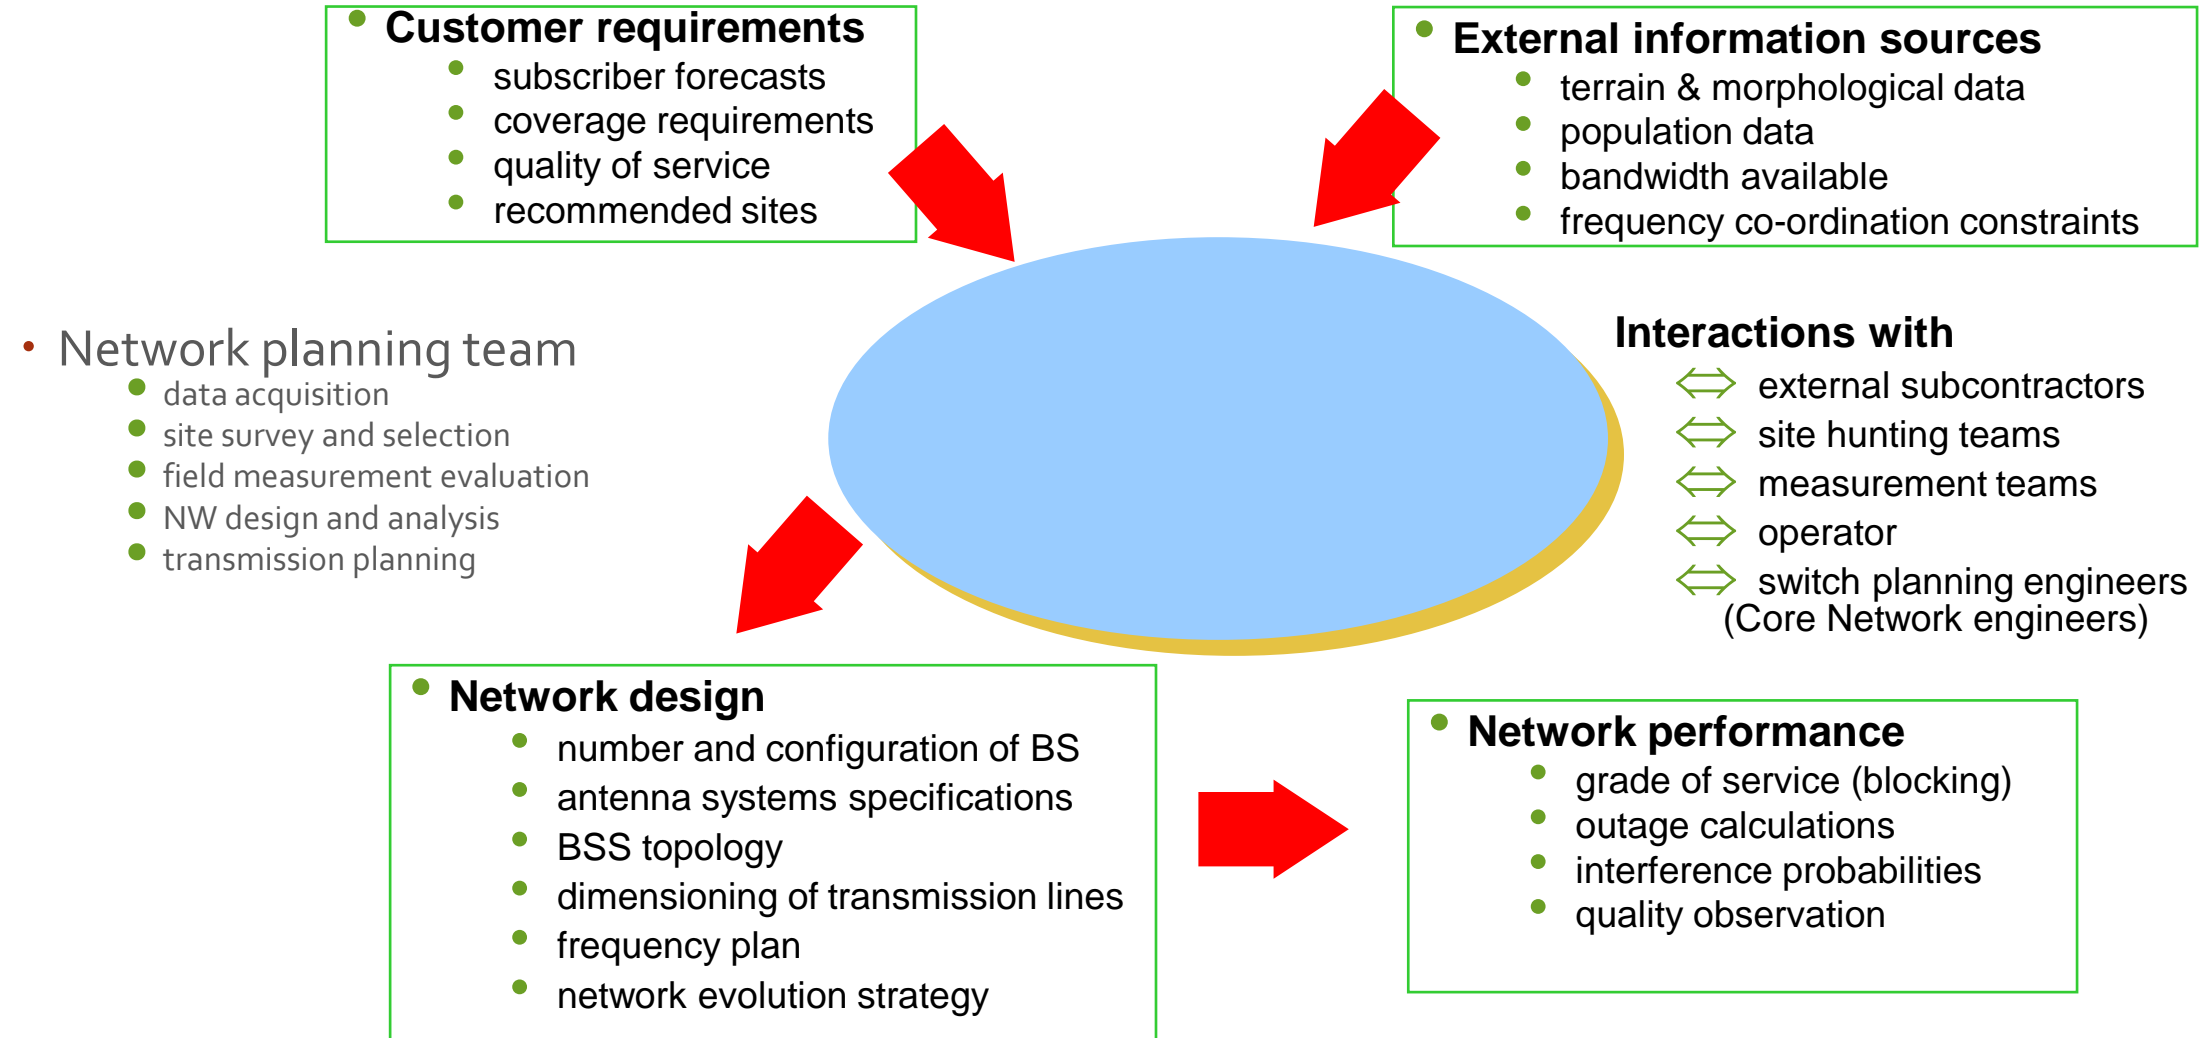 Customer requirements
subscriber forecasts
coverage requirements
quality of service
recommended sites
External information sources
terrain & morphological data
population data
bandwidth available
frequency co-ordination constraints
Network planning team
data acquisition
site survey and selection
field measurement evaluation
NW design and analysis
transmission planning
Interactions with
external subcontractors
site hunting teams
measurement teams
operator
switch planning engineers
(Core Network engineers)
Network design
number and configuration of BS
antenna systems specifications
BSS topology
dimensioning of transmission lines
frequency plan
network evolution strategy
Network performance
grade of service (blocking)
outage calculations
interference probabilities
quality observation